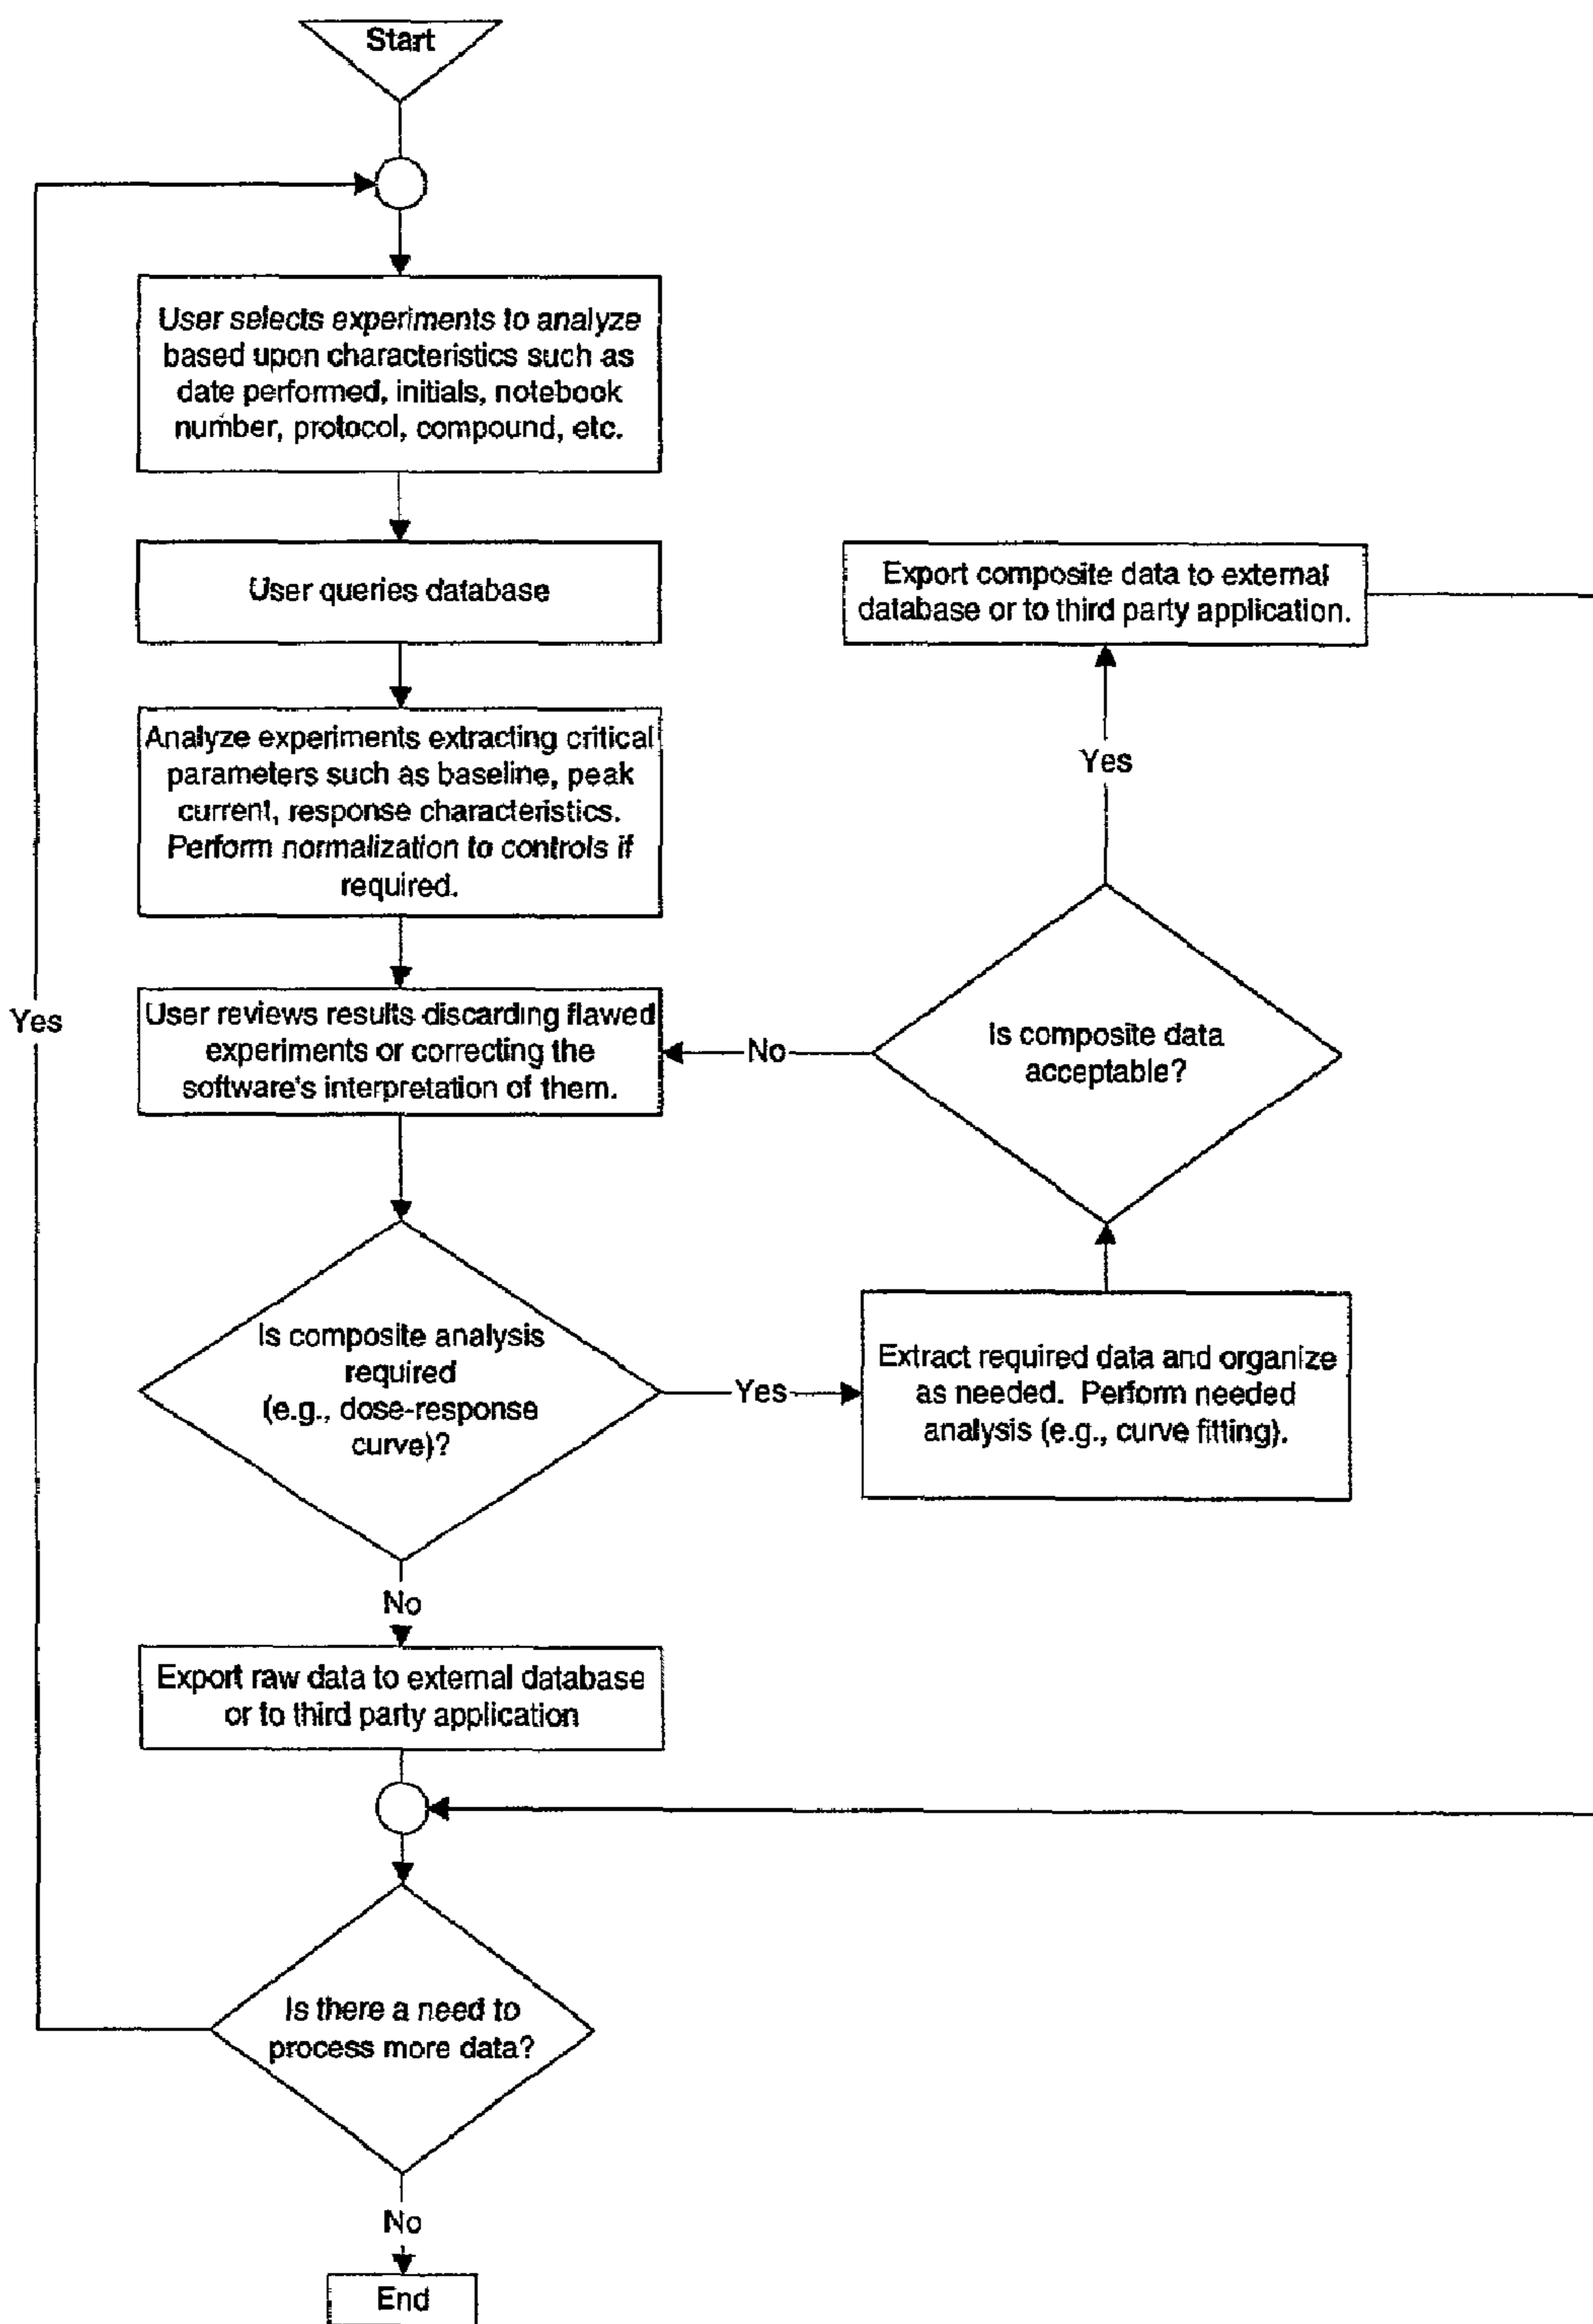 Start
User selects experiments to analyze
based upon characteristics such as
date performed, initials, notebook
number, protocol, compound, etc.
User queries database
Export composite data to external
database or to third party application.
Analyze experiments extracting critical
parameters such as baseline, peak
current, response characteristics.
Perform normalization to controls if
required.
Yes
Yes
User reviews results discarding flawed
experiments or correcting the
software's interpretation of them.
No
Is composite data
acceptable?
Is composite analysis
required
(e.g., dose-response
curve)?
Yes
Extract required data and organize
as needed. Perform needed
analysis (e.g., curve fitting).
No
Export raw data to external database
or to third party application
Is there a need to
process more data?
No
End